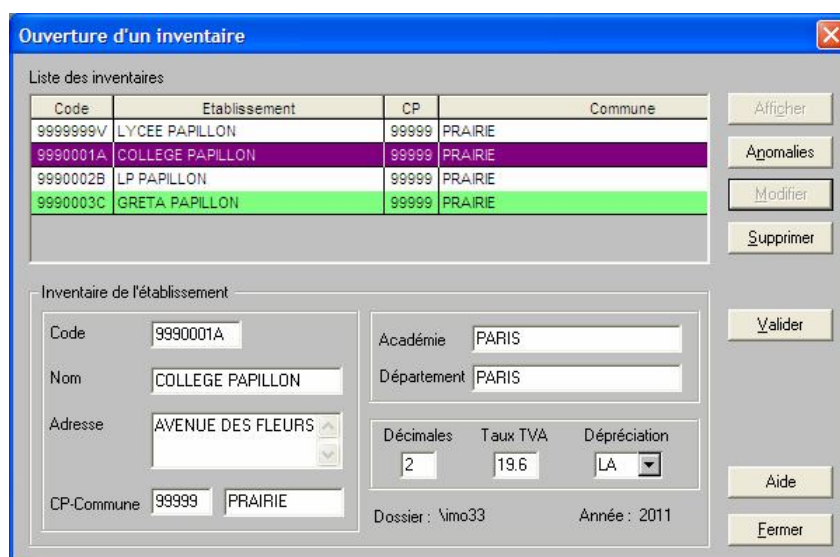 Ouverture d'un inventaire
Liste des inventaires
Code Etablissement CP Commune
9999999V LYCEE PAPILLON 99999 PRAIRIE
9990001A COLLEGE PAPILLON 99999 PRAIRIE
9990002B LP PAPILLON 99999 PRAIRIE
9990003C GRETA PAPILLON 99999 PRAIRIE
Afficher
Anomalies
Modifier
Supprimer
Inventaire de l'établissement
Code 9990001A
Nom COLLEGE PAPILLON
Adresse AVENUE DES FLEURS
CP-Commune 99999 PRAIRIE
Académie PARIS
Département PARIS
Décimales Taux TVA Dépréciation
2 19.6 LA
Dossier : \imo33 Année : 2011
Valider
Aide
Fermer